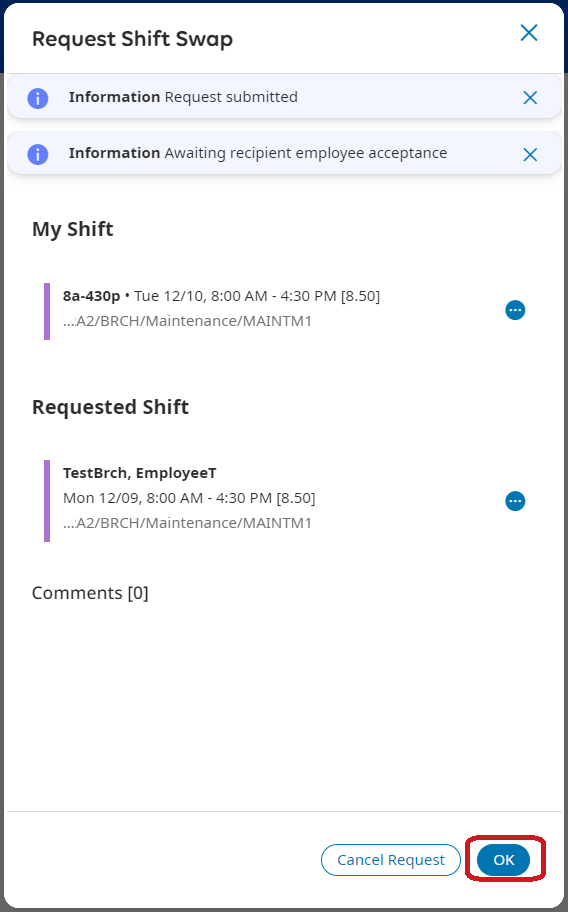 Request Shift Swap
Information Request submitted
Information Awaiting recipient employee acceptance
My Shift
8a-430p • Tue 12/10, 8:00 AM - 4:30 PM [8.50]
...A2/BRCH/Maintenance/MAINTM1
Requested Shift
TestBrch, EmployeeT
Mon 12/09, 8:00 AM - 4:30 PM [8.50]
...A2/BRCH/Maintenance/MAINTM1
Comments [0]
Cancel Request
OK